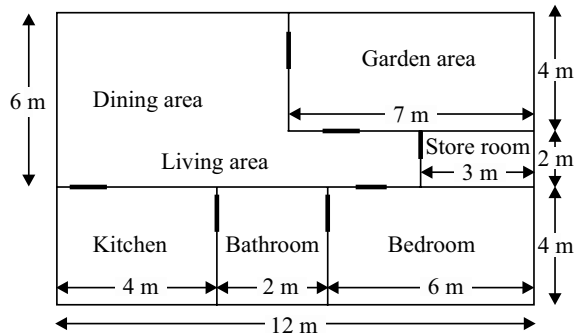 Garden area
4 m
6 m
Dining area
7 m
Store room
2 m
Living area
3 m
Kitchen
Bathroom
Bedroom
4 m
4 m
2 m
6 m
12 m